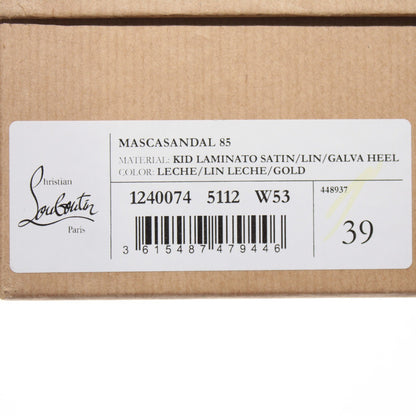 MASCASANDAL 85
MATERIAL: KID LAMINATO SATIN/LIN/GALVA HEEL
COLOR: LECHE/LIN LECHE/GOLD
Christian
Louboutin
Paris
1240074 5112 W53
448937
3 615487 479446
39